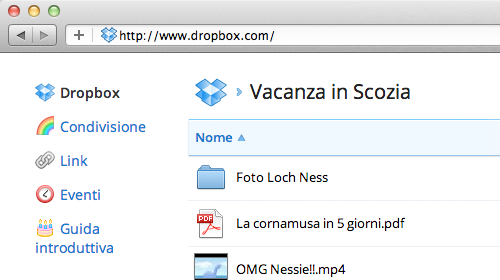 http://www.dropbox.com/
Dropbox
Condivisione
Link
Eventi
Guida
introduttiva
Vacanza in Scozia
Nome
Foto Loch Ness
PDF
La cornamusa in 5 giorni.pdf
OMG Nessie!!.mp4